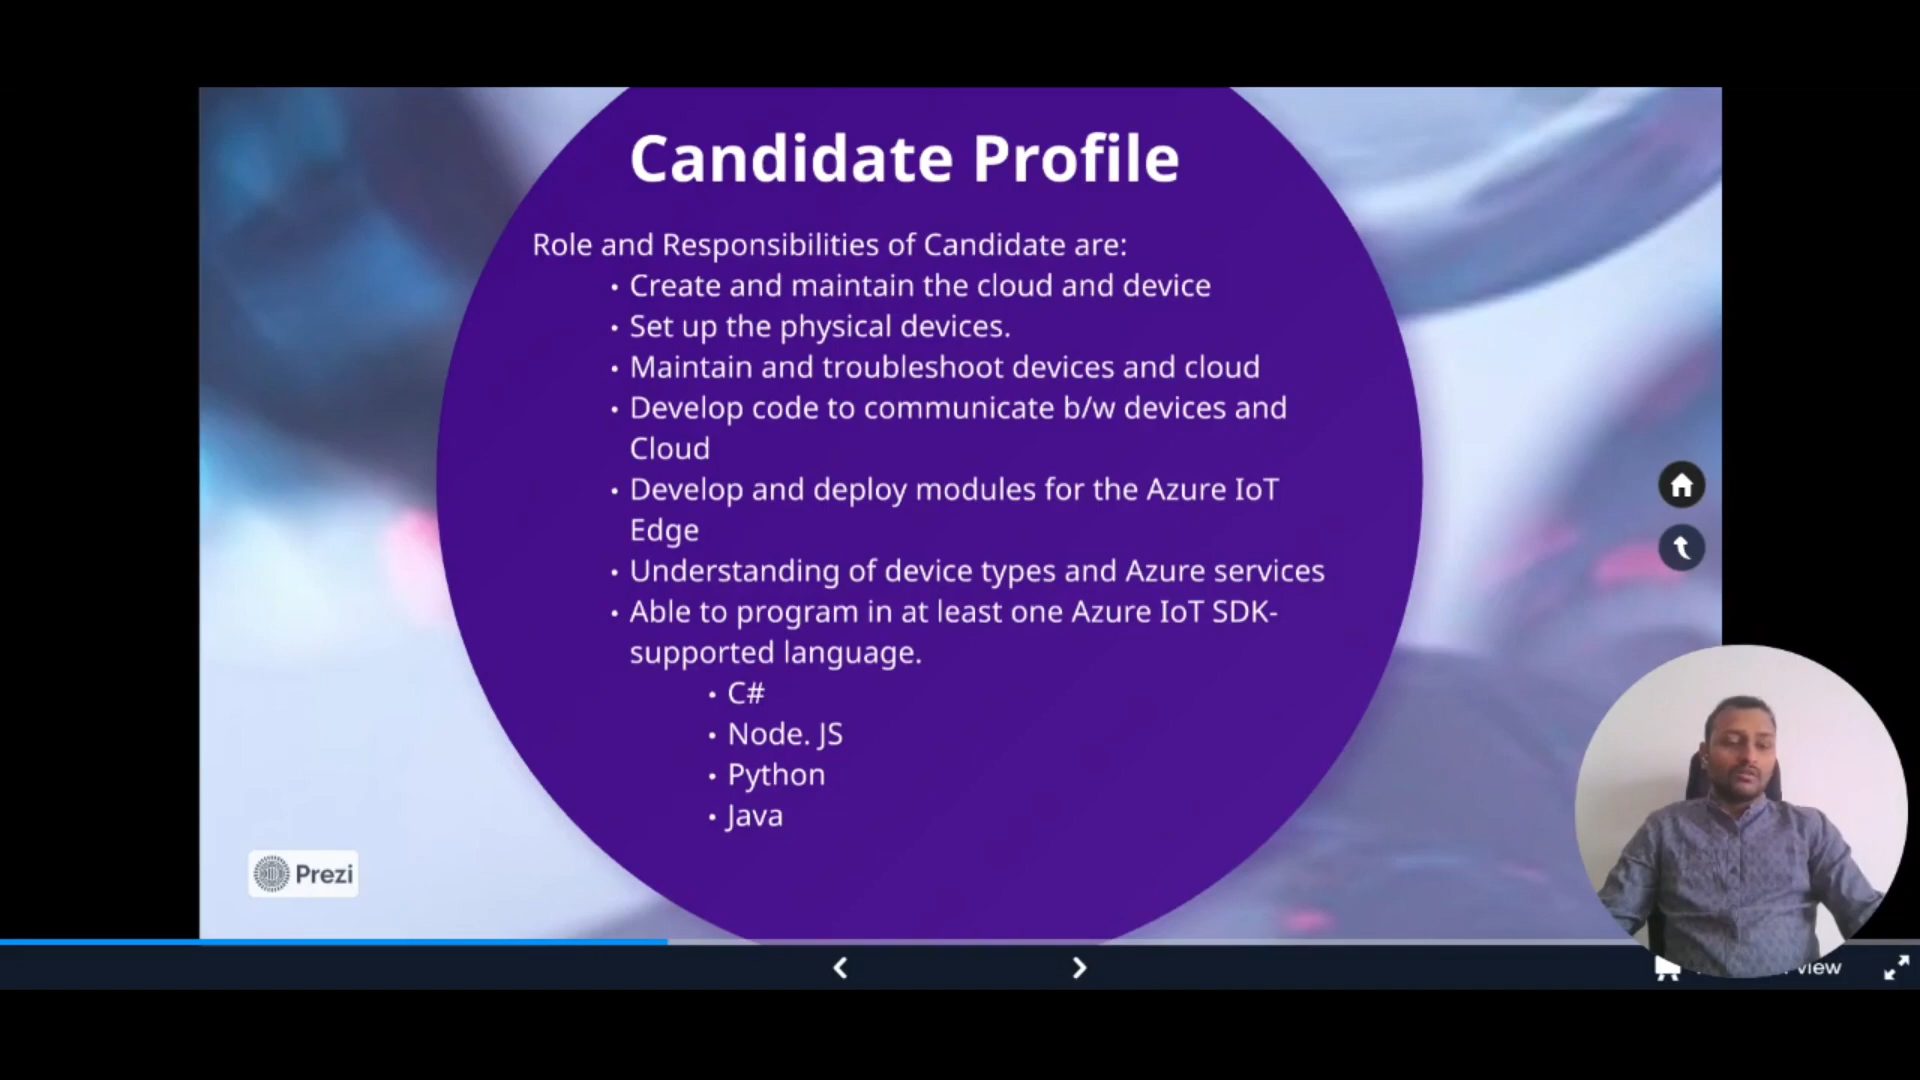 Candidate Profile
Role and Responsibilities of Candidate are:
• Create and maintain the cloud and device
• Set up the physical devices.
• Maintain and troubleshoot devices and cloud
• Develop code to communicate b/w devices and
Cloud
• Develop and deploy modules for the Azure IoT
Edge
• Understanding of device types and Azure services
• Able to program in at least one Azure IoT SDK-
supported language.
• C#
• Node. JS
• Python
• Java
Prezi
view